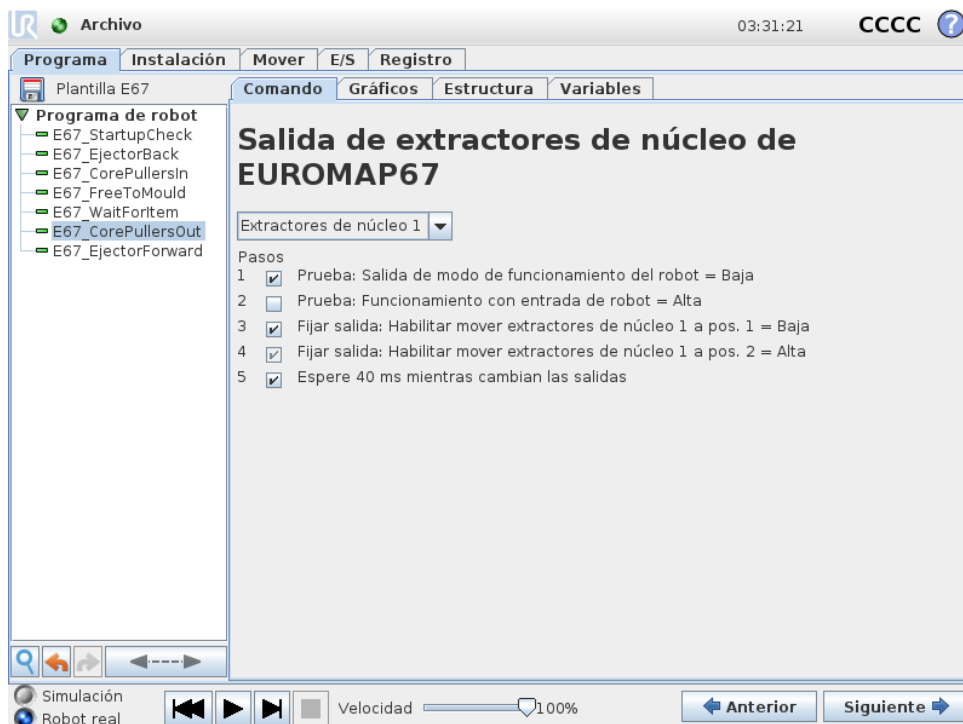 UR Archivo 03:31:21 CCCC ?
Programa Instalación Mover E/S Registro
Plantilla E67 Comando Gráficos Estructura Variables
Programa de robot
E67_StartupCheck
E67_EjectorBack
E67_CorePullersIn
E67_FreeToMould
E67_WaitForItem
E67_CorePullersOut
E67_EjectorForward
Salida de extractores de núcleo de
EUROMAP67
Extractores de núcleo 1
Pasos
1 Prueba: Salida de modo de funcionamiento del robot = Baja
2 Prueba: Funcionamiento con entrada de robot = Alta
3 Fijar salida: Habilitar mover extractores de núcleo 1 a pos. 1 = Baja
4 Fijar salida: Habilitar mover extractores de núcleo 1 a pos. 2 = Alta
5 Espere 40 ms mientras cambian las salidas
Simulación
Robot real
Velocidad 100% Anterior Siguiente